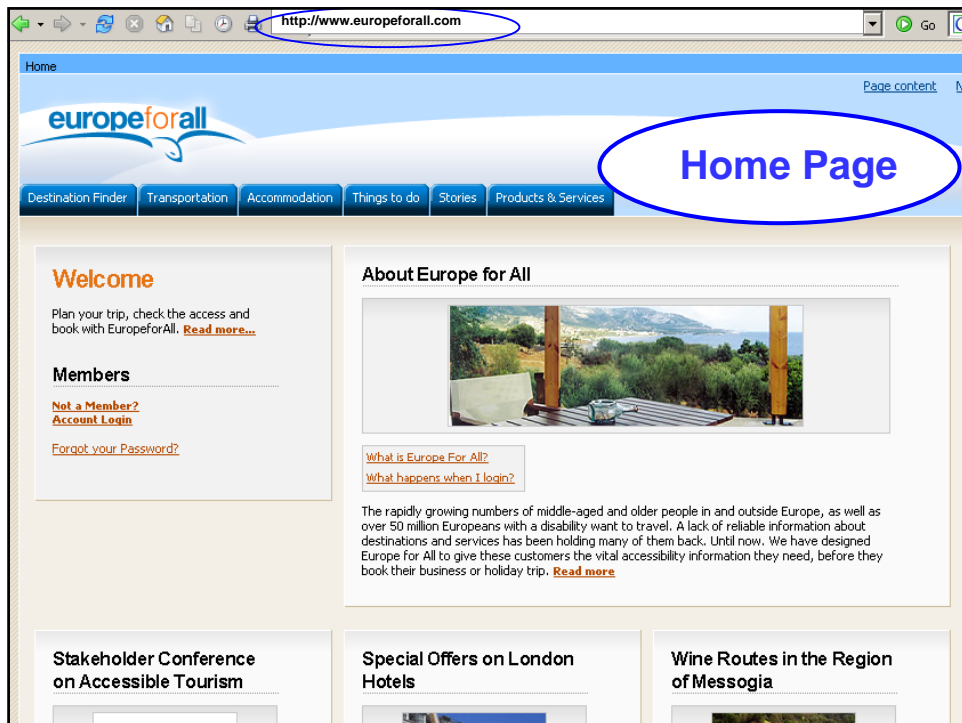 http://www.europeforall.com
Go
Home
Page content
europeforall
Home Page
Destination Finder
Transportation
Accommodation
Things to do
Stories
Products & Services
Welcome
Plan your trip, check the access and
book with EuropeforAll. Read more...
Members
Not a Member?
Account Login
Forgot your Password?
About Europe for All
What is Europe For All?
What happens when I login?
The rapidly growing numbers of middle-aged and older people in and outside Europe, as well as
over 50 million Europeans with a disability want to travel. A lack of reliable information about
destinations and services has been holding many of them back. Until now. We have designed
Europe for All to give these customers the vital accessibility information they need, before they
book their business or holiday trip. Read more
Stakeholder Conference
on Accessible Tourism
Special Offers on London
Hotels
Wine Routes in the Region
of Messogia